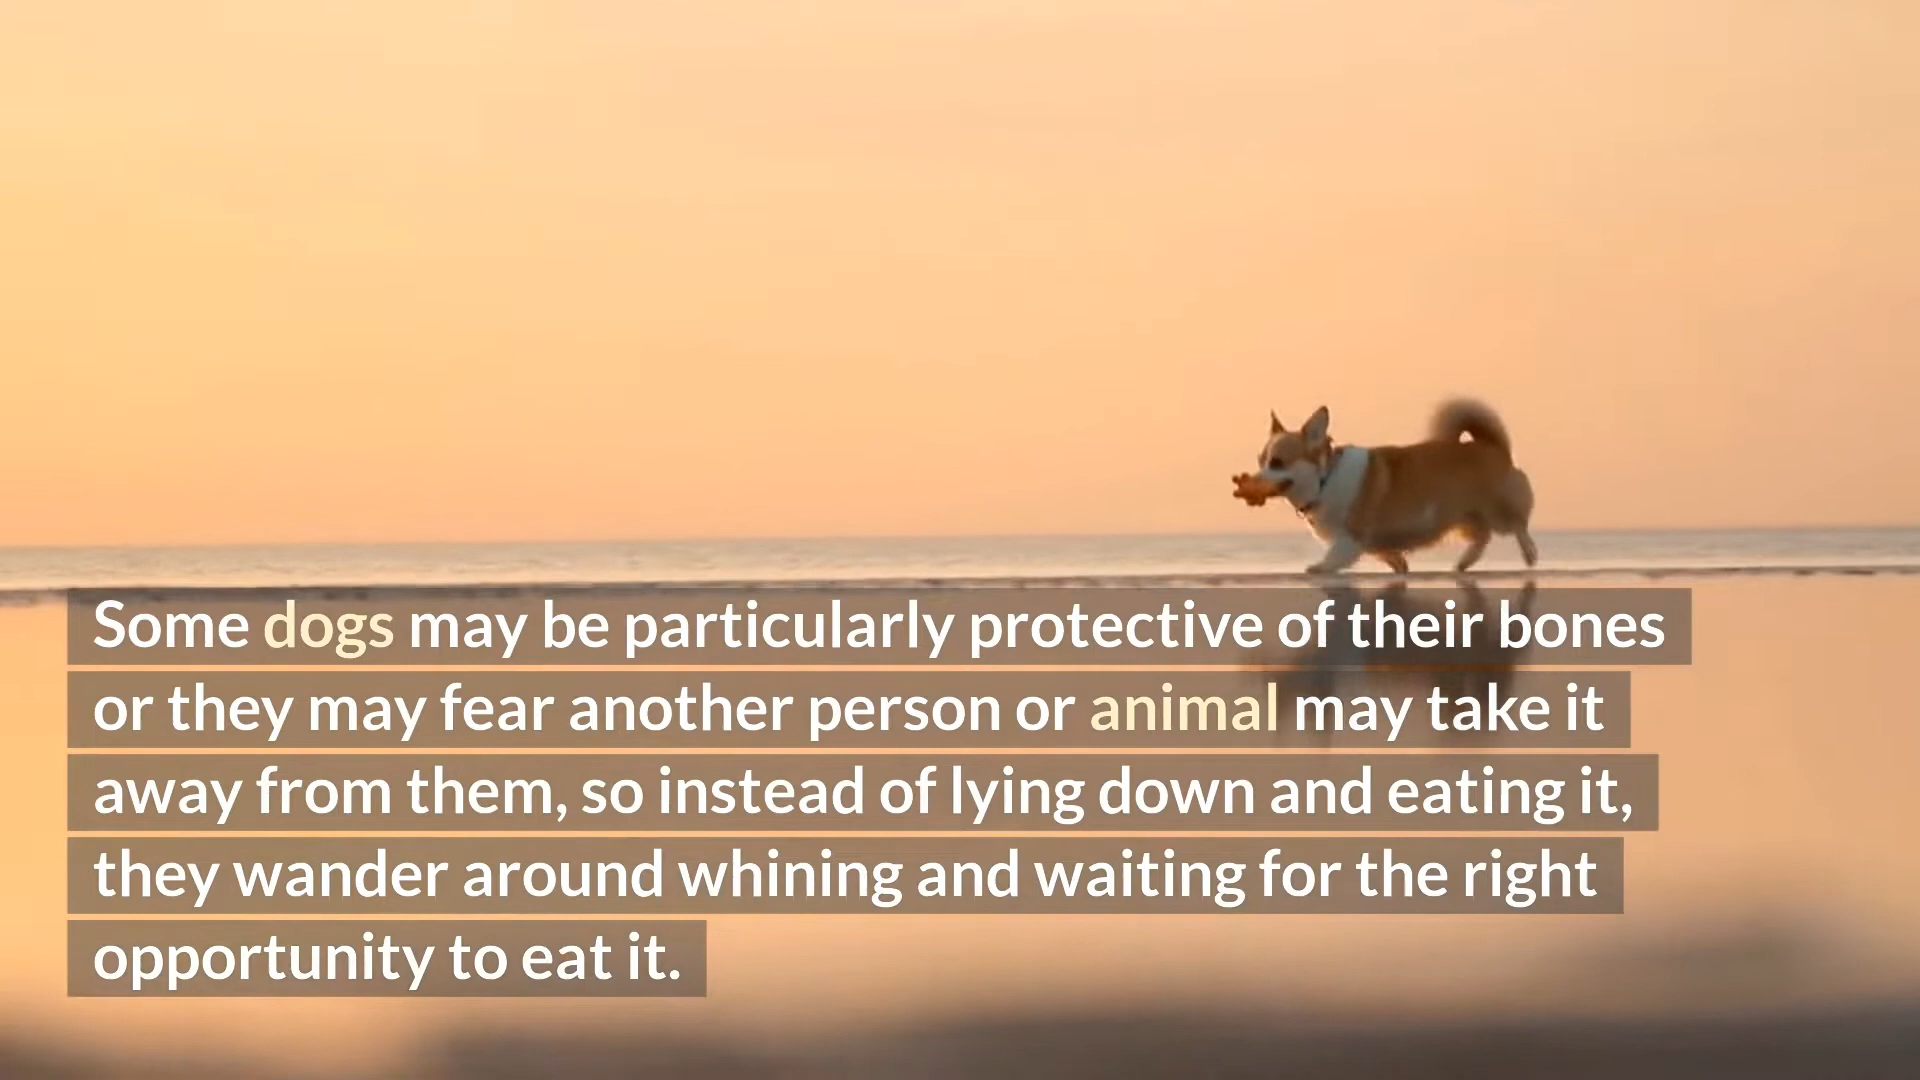 Some dogs may be particularly protective of their bones
or they may fear another person or animal may take it
away from them, so instead of lying down and eating it,
they wander around whining and waiting for the right
opportunity to eat it.